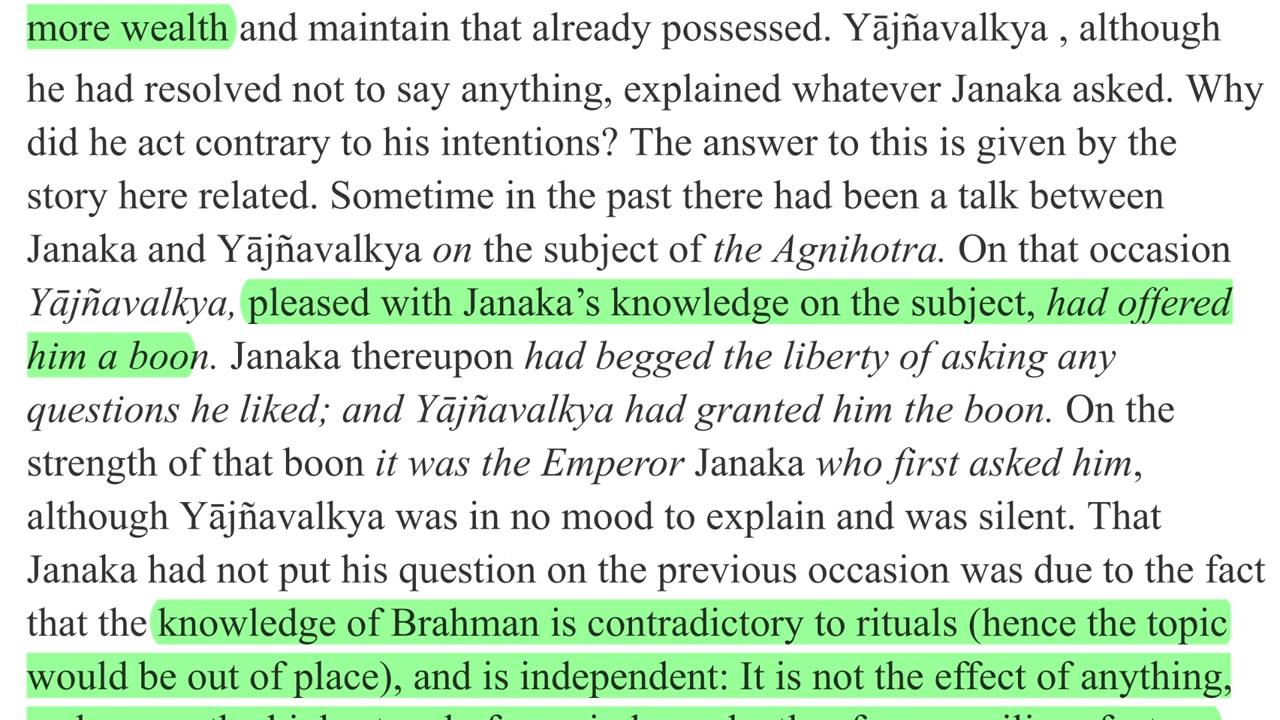 more wealth and maintain that already possessed. Yājñavalkya , although
he had resolved not to say anything, explained whatever Janaka asked. Why
did he act contrary to his intentions? The answer to this is given by the
story here related. Sometime in the past there had been a talk between
Janaka and Yājñavalkya on the subject of the Agnihotra. On that occasion
Yājñavalkya, pleased with Janaka’s knowledge on the subject, had offered
him a boon. Janaka thereupon had begged the liberty of asking any
questions he liked; and Yājñavalkya had granted him the boon. On the
strength of that boon it was the Emperor Janaka who first asked him,
although Yājñavalkya was in no mood to explain and was silent. That
Janaka had not put his question on the previous occasion was due to the fact
that the knowledge of Brahman is contradictory to rituals (hence the topic
would be out of place), and is independent: It is not the effect of anything,